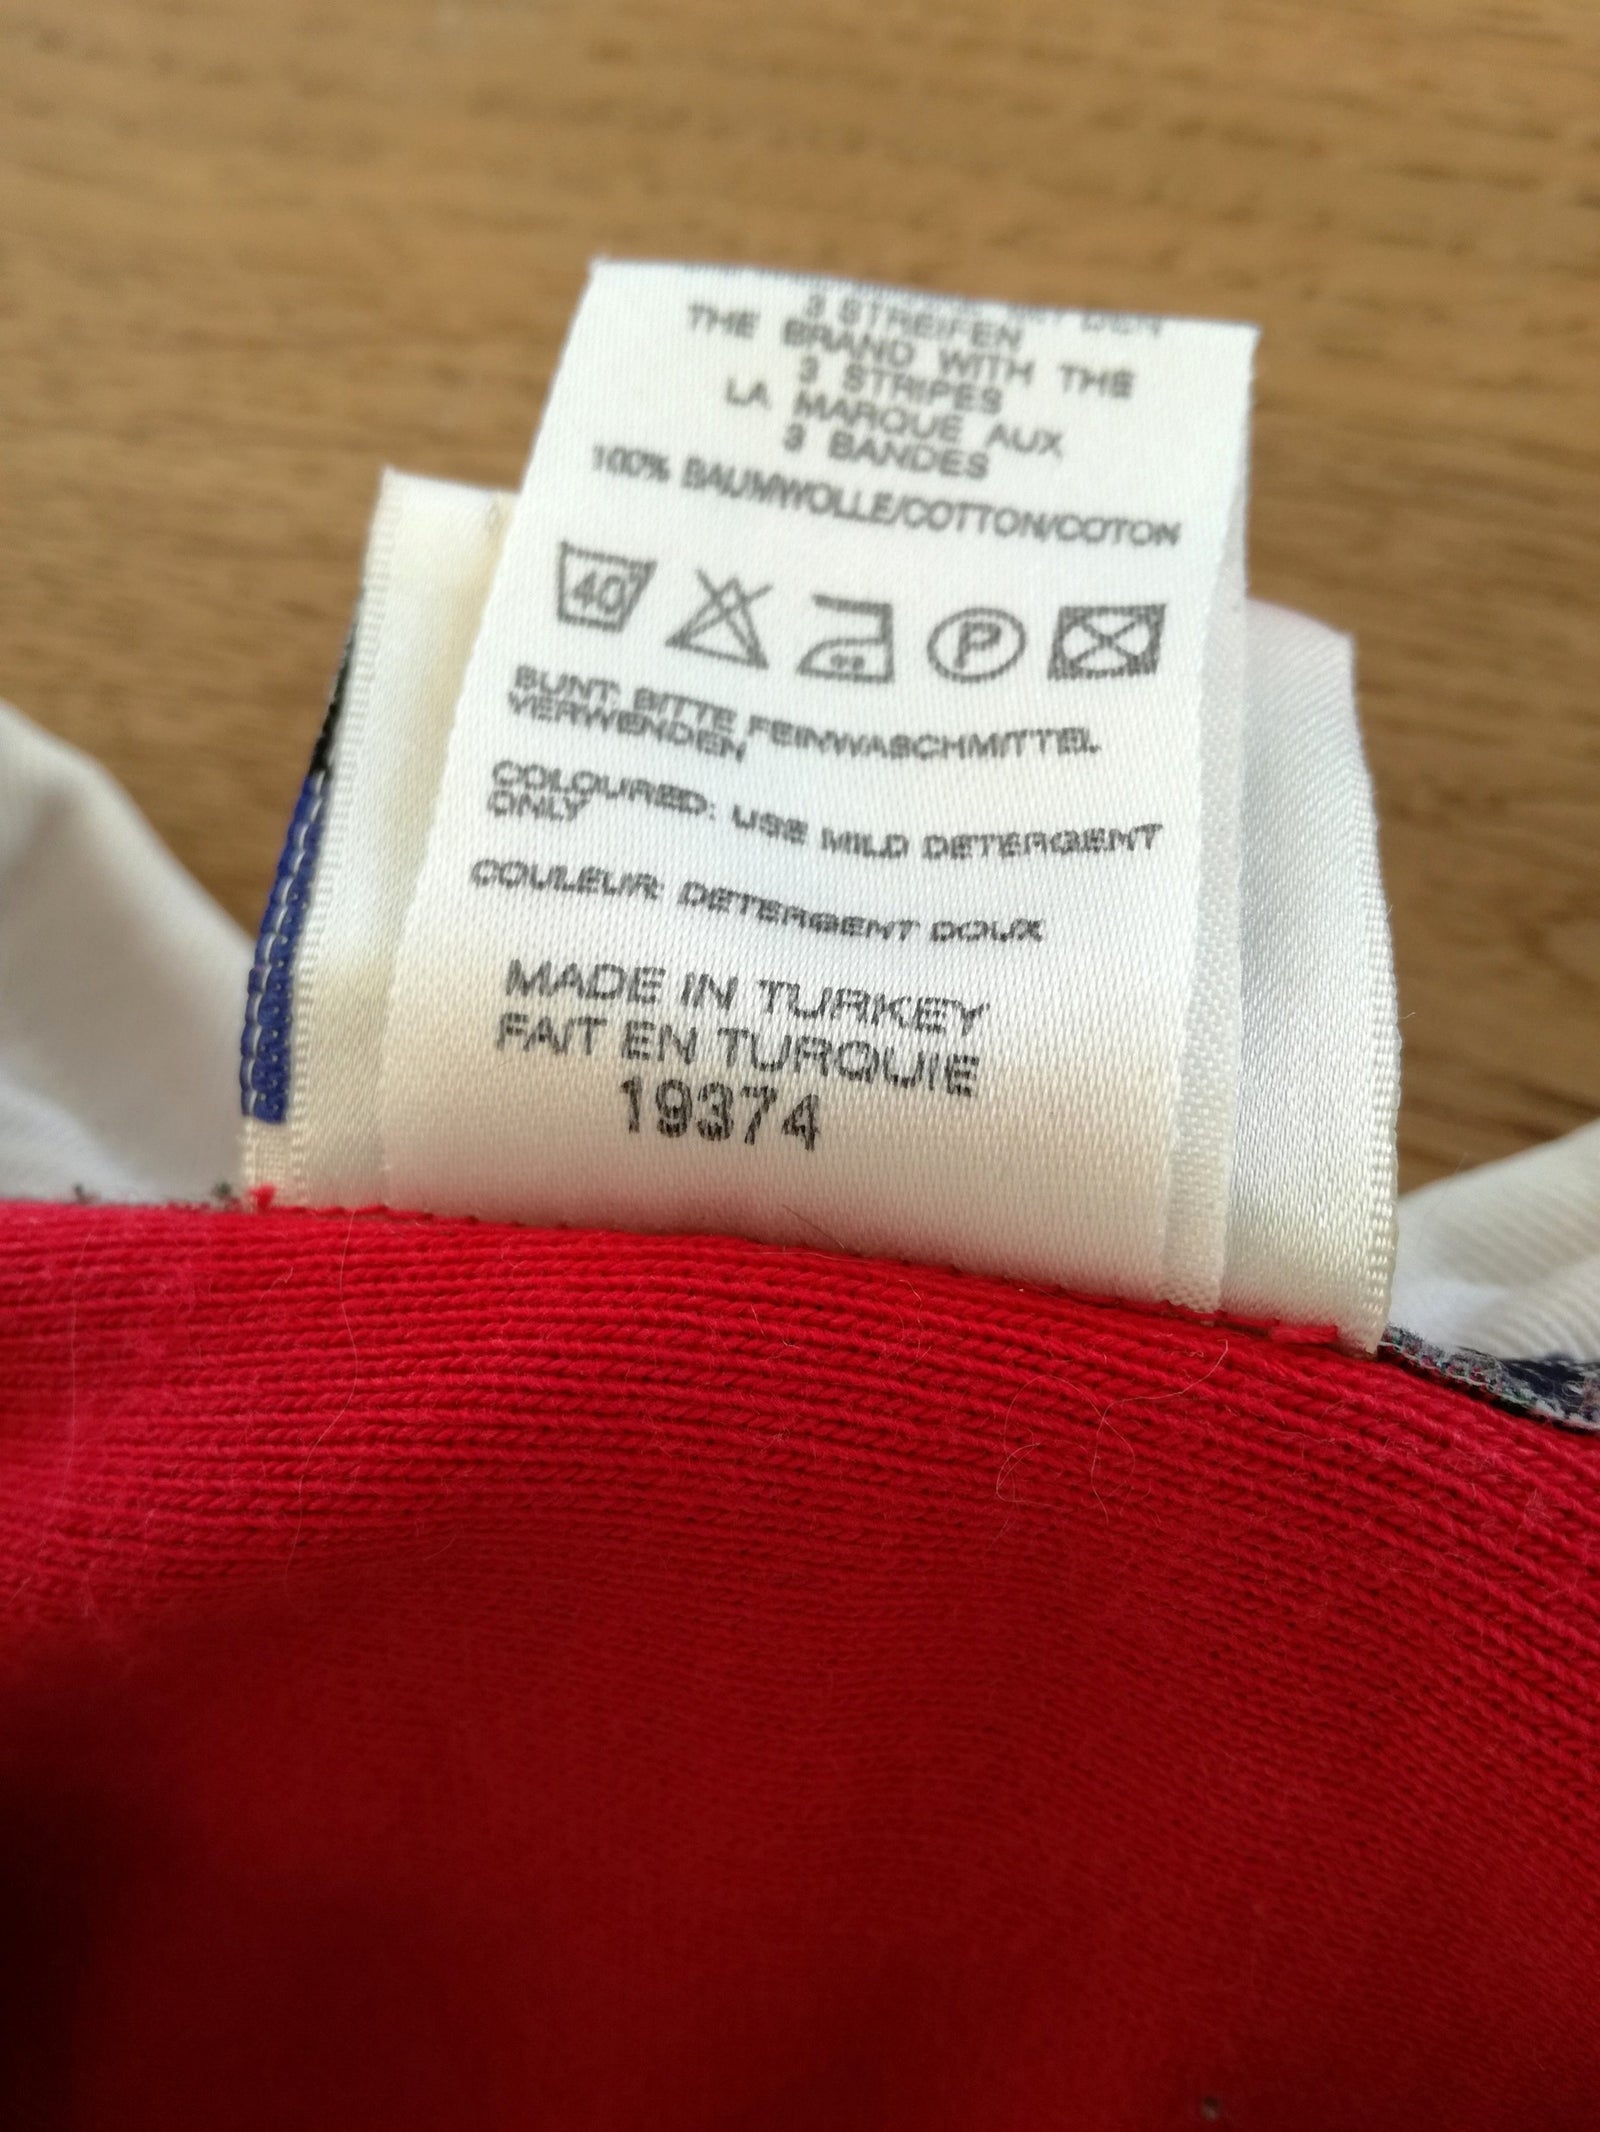 3 STREIFEN
THE BRAND WITH THE
3 STRIPES
LA MARQUE AUX
3 BANDES
100% BAUMWOLLE/COTTON/COTON
40 P
BUNT: BITTE FEINWASCHMITTEL
VERWENDEN
COLOURED: USE MILD DETERGENT
ONLY
COULEUR: DETERGENT DOUX
MADE IN TURKEY
FAIT EN TURQUIE
19374